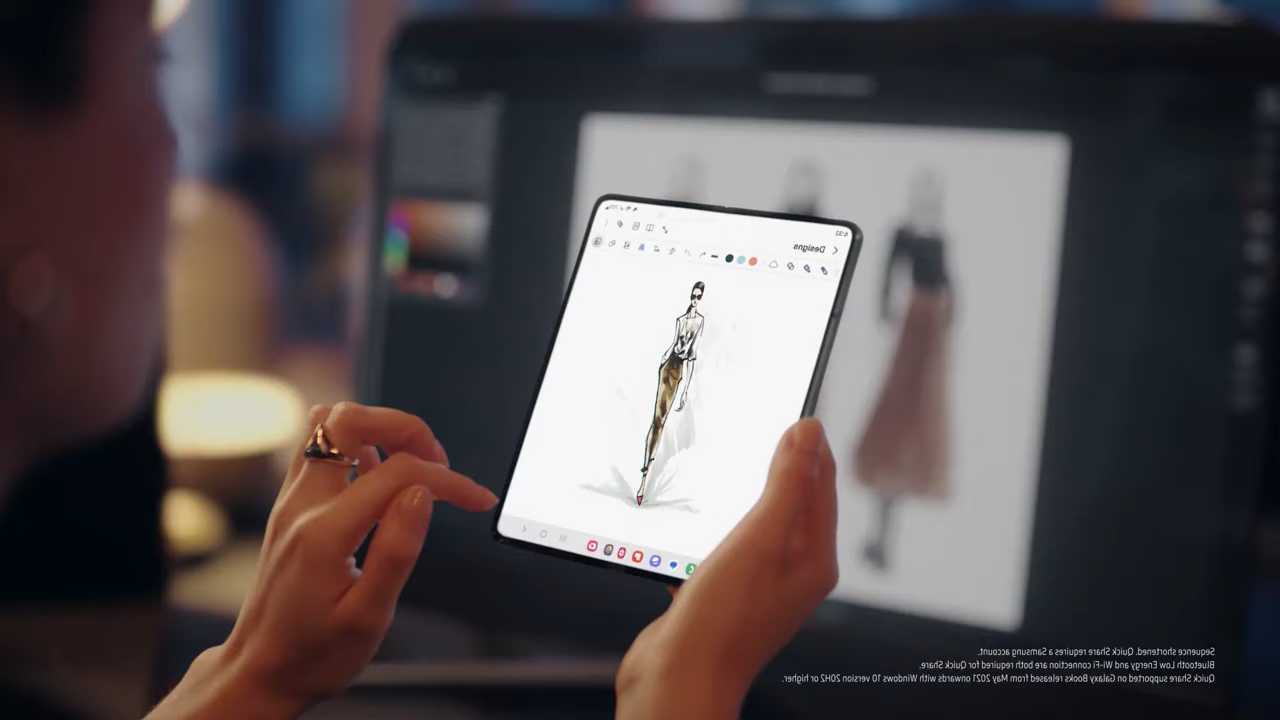 6:32
Designs
Sequence shortened. Quick Share requires a Samsung account.
Bluetooth Low Energy and Wi-Fi connection are both required for Quick Share.
Quick Share supported on Galaxy Books released from May 2021 onwards with Windows 10 version 20H2 or higher.